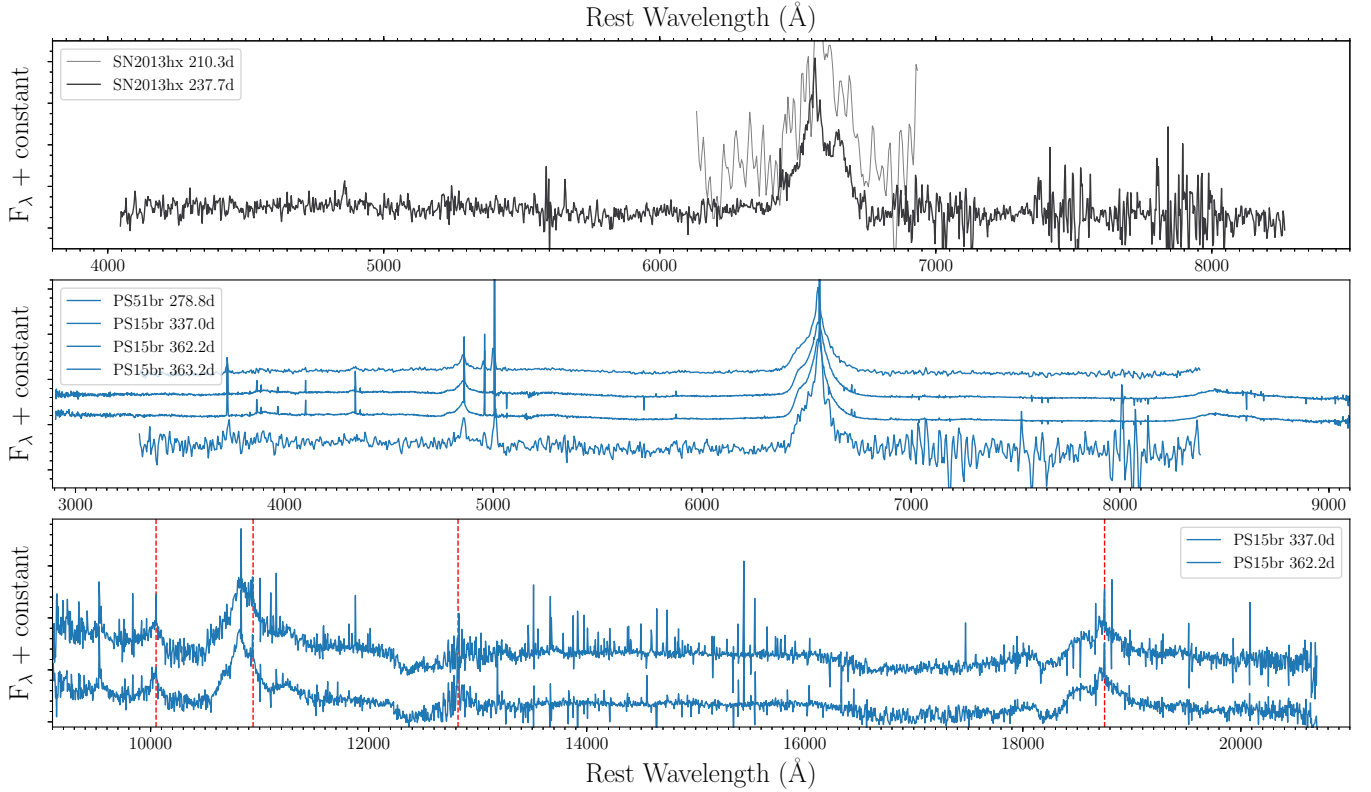 Rest Wavelength (Å)
F_λ + constant
SN2013hx 210.3d
SN2013hx 237.7d
4000 5000 6000 7000 8000
F_λ + constant
PS51br 278.8d
PS15br 337.0d
PS15br 362.2d
PS15br 363.2d
3000 4000 5000 6000 7000 8000 9000
F_λ + constant
PS15br 337.0d
PS15br 362.2d
10000 12000 14000 16000 18000 20000
Rest Wavelength (Å)